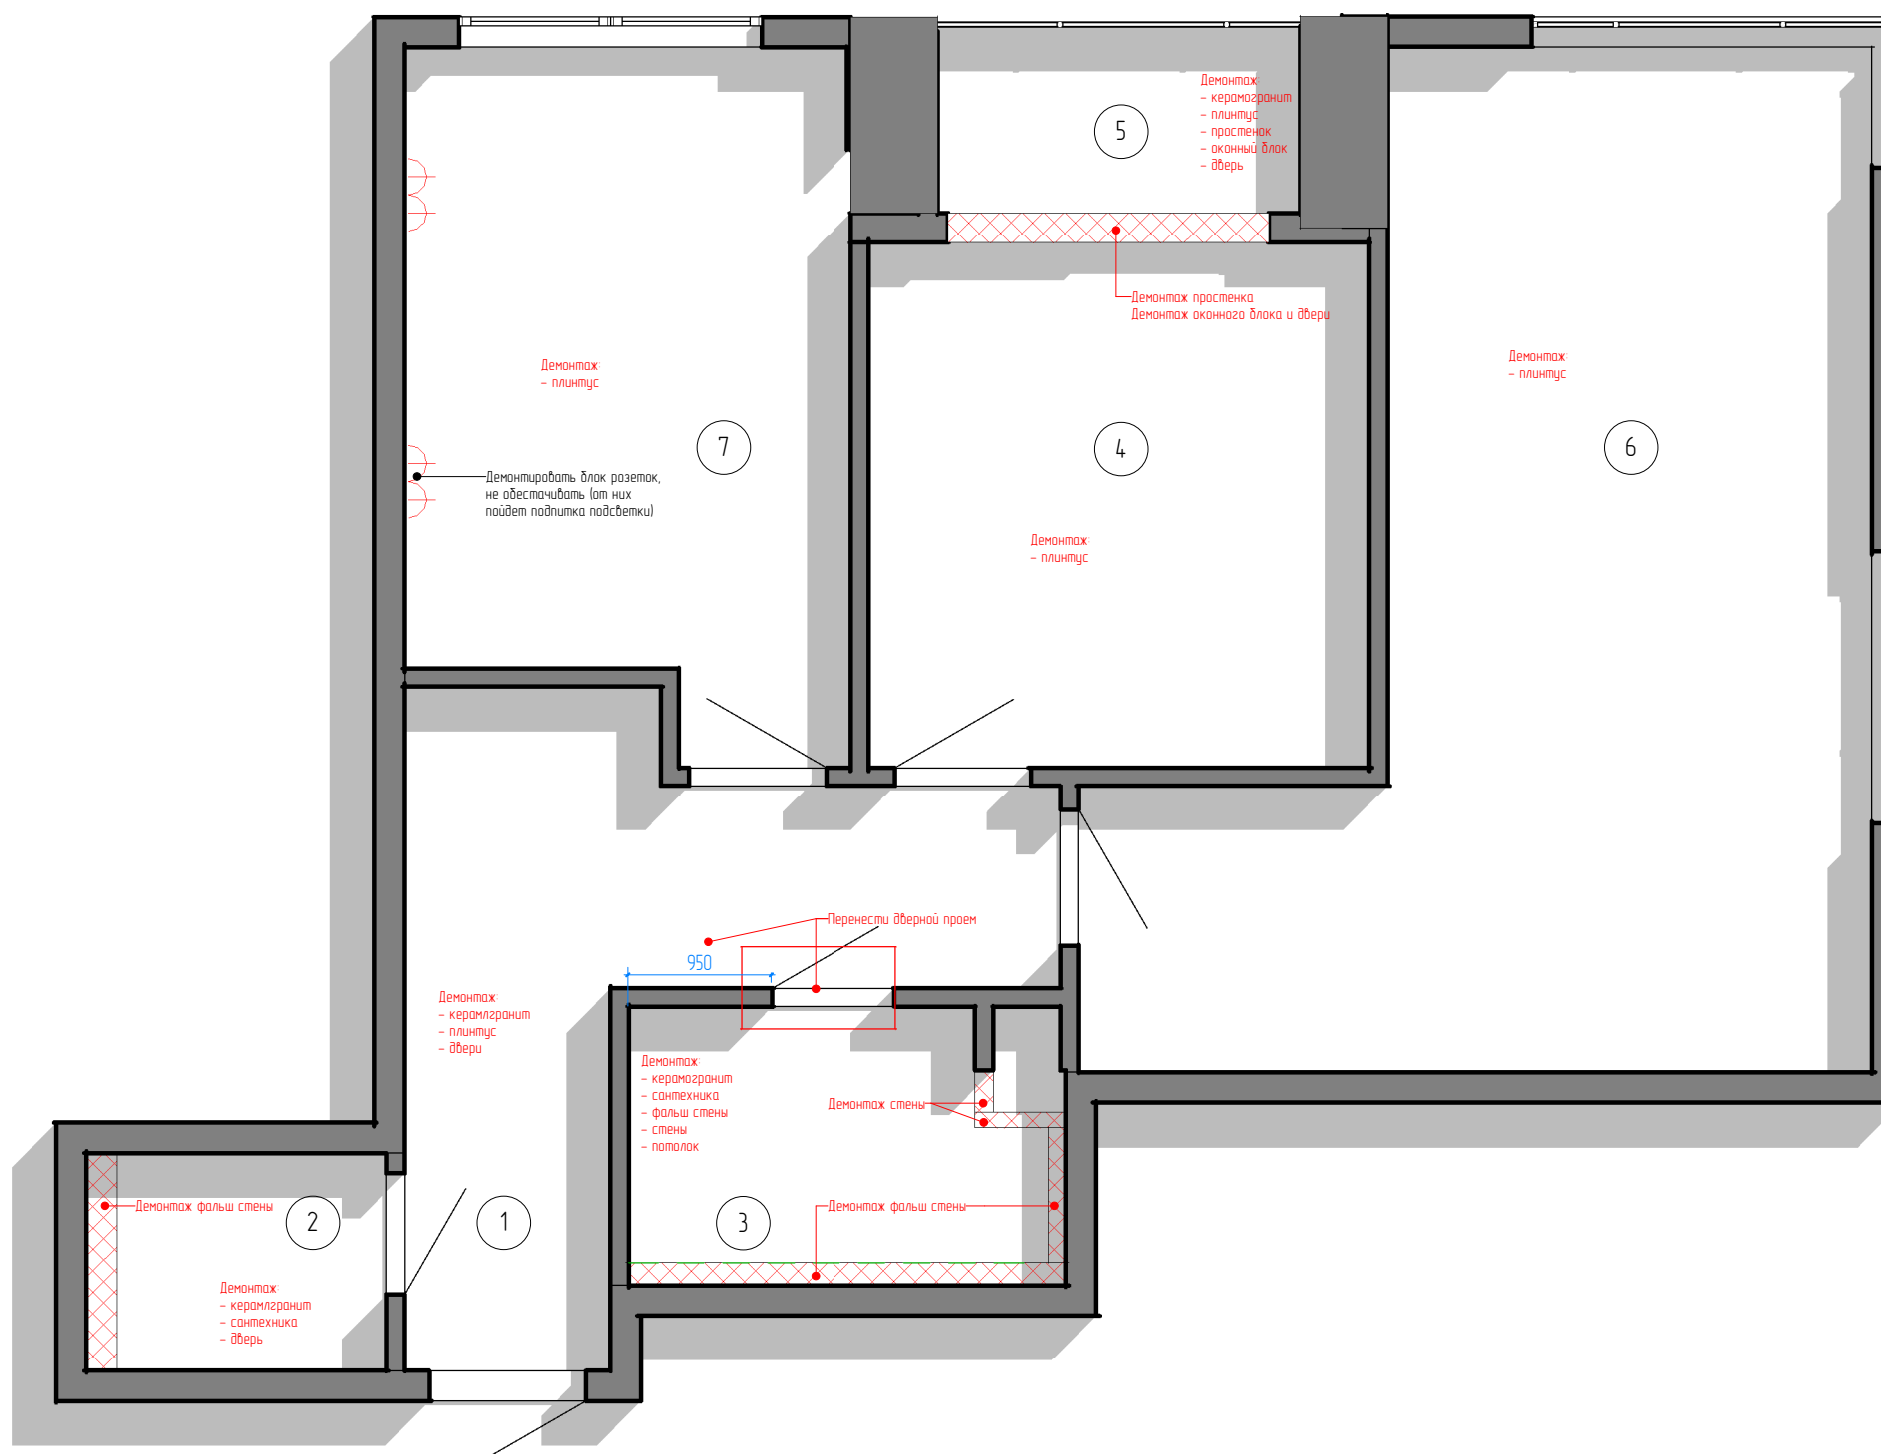 Демонтаж:
- керамогранит
- плинтус
- простенок
- оконный блок
- дверь
5
Демонтаж простенка
Демонтаж оконного блока и двери
Демонтаж:
- плинтус
7
Демонтировать блок розеток,
не обестачивать (от них
пойдет подпитка подсветки)
4
Демонтаж:
- плинтус
Демонтаж:
- плинтус
6
Перенести дверной проем
950
Демонтаж:
- керамлгранит
- плинтус
- двери
Демонтаж:
- керамогранит
- сантехника
- фальш стены
- стены
- потолок
Демонтаж стены
Демонтаж фальш стены
2
1
3
Демонтаж фальш стены
Демонтаж:
- керамлгранит
- сантехника
- дверь